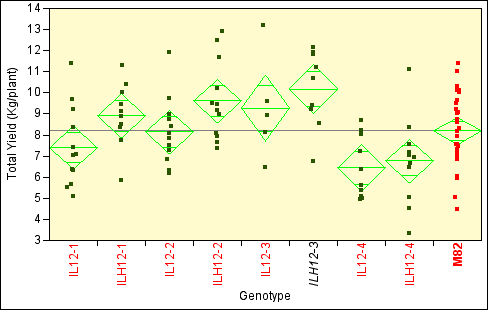 Total Yield (Kg/plant)
14
13
12
11
10
9
8
7
6
5
4
3
IL12-1
ILH12-1
IL12-2
ILH12-2
IL12-3
ILH12-3
IL12-4
ILH12-4
M82
Genotype